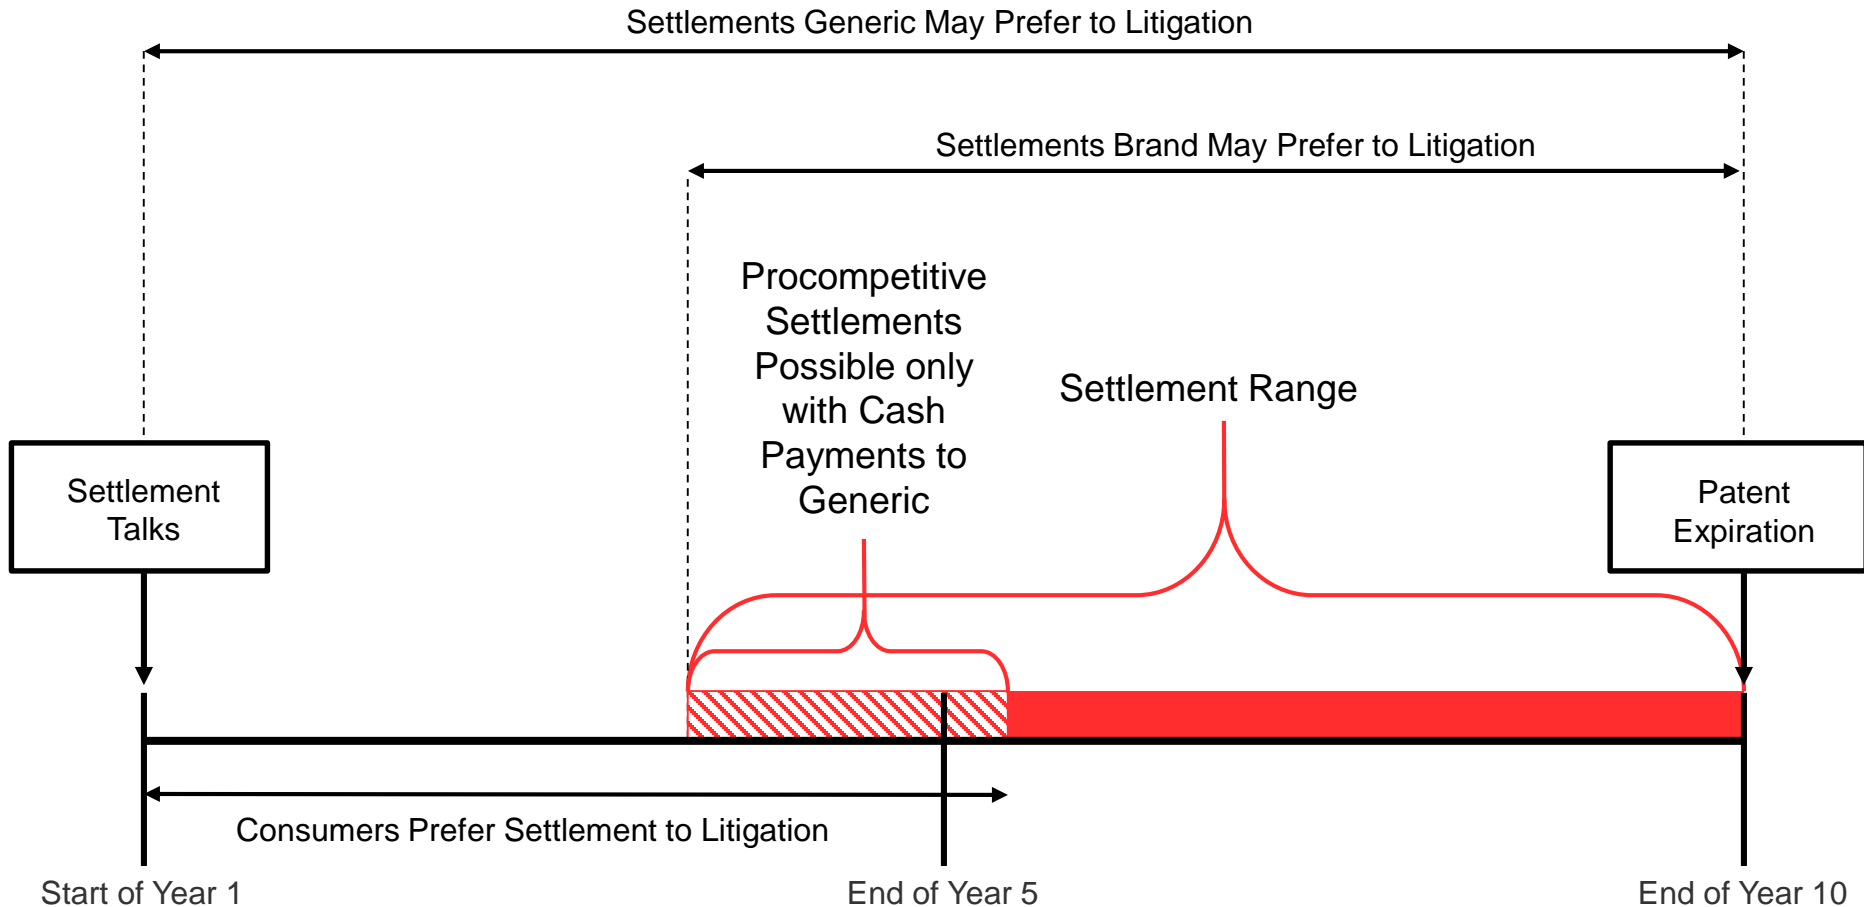 Settlements Generic May Prefer to Litigation
Settlements Brand May Prefer to Litigation
Procompetitive
Settlements
Possible only
with Cash
Payments to
Generic
Settlement Range
Settlement
Talks
Patent
Expiration
Consumers Prefer Settlement to Litigation
Start of Year 1
End of Year 5
End of Year 10